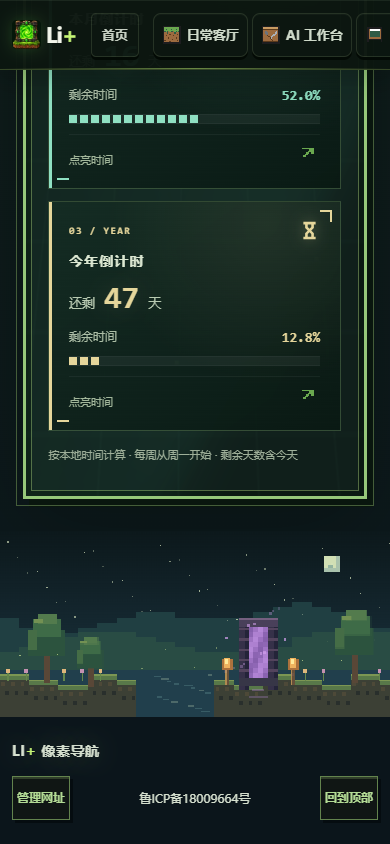 Li+
首页
日常客厅
AI 工作台
剩余时间
52.0%
点亮时间
03 / YEAR
今年倒计时
还剩 47 天
剩余时间
12.8%
点亮时间
按本地时间计算 · 每周从周一开始 · 剩余天数含今天
LI+ 像素导航
管理网址
鲁ICP备18009664号
回到顶部